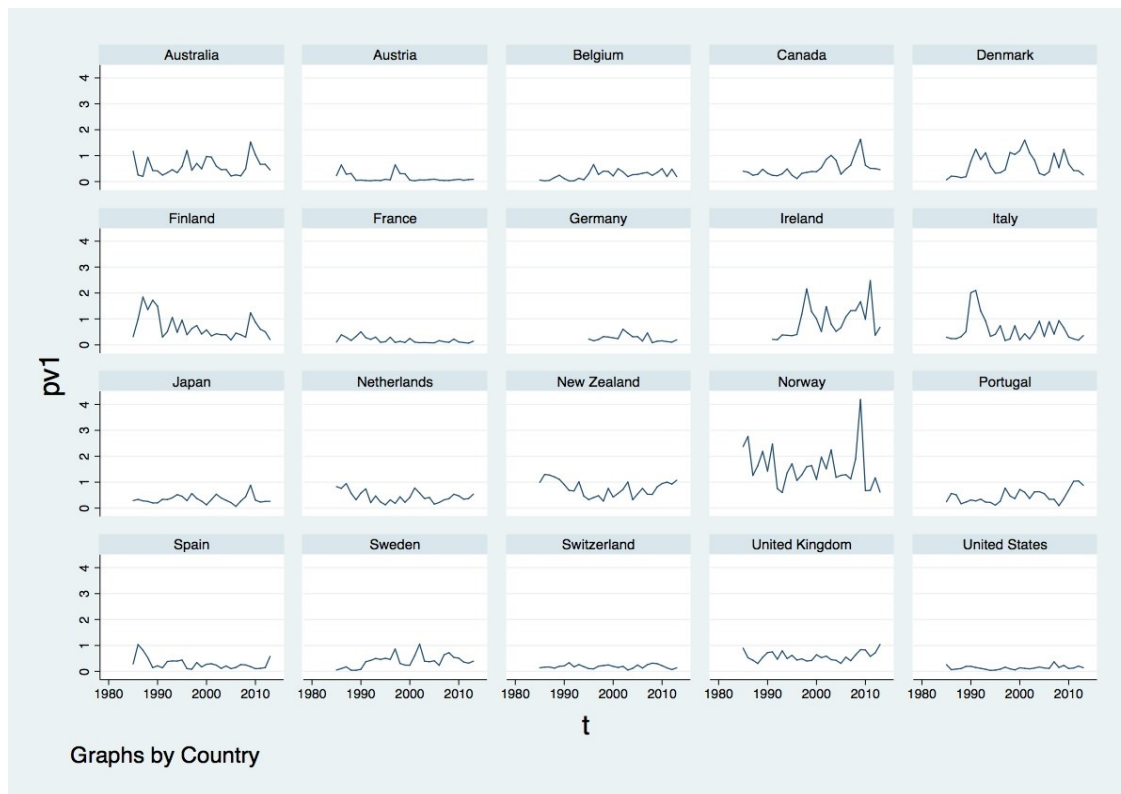 Australia Austria Belgium Canada Denmark
4
3
2
1
0
Finland France Germany Ireland Italy
4
3
2
1
0
pv1
Japan Netherlands New Zealand Norway Portugal
4
3
2
1
0
Spain Sweden Switzerland United Kingdom United States
4
3
2
1
0
1980 1990 2000 2010 1980 1990 2000 2010 1980 1990 2000 2010 1980 1990 2000 2010 1980 1990 2000 2010
t
Graphs by Country